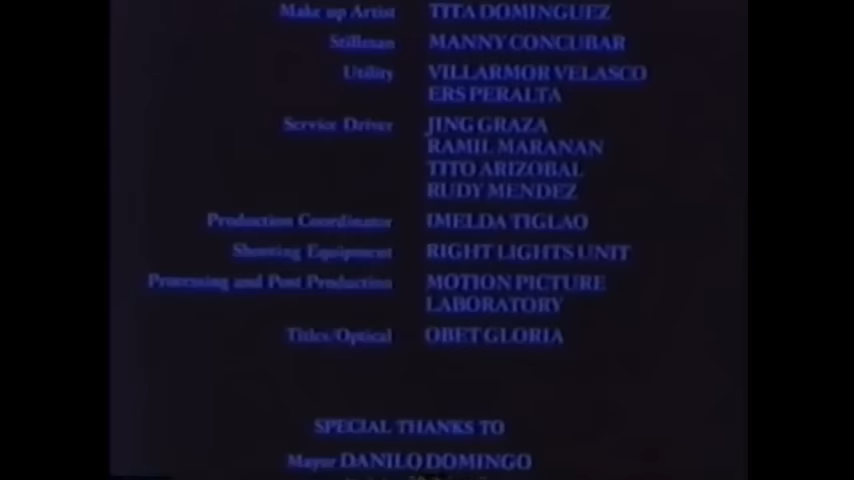 Make up Artist TITA DOMINGUEZ
Stillman MANNY CONCUBAR
Utility VILLARMOR VELASCO
ERS PERALTA
Service Driver JING GRAZA
RAMIL MARANAN
TITO ARIZOBAL
RUDY MENDEZ
Production Coordinator IMELDA TIGLAO
Shooting Equipment RIGHT LIGHTS UNIT
Processing and Post Production MOTION PICTURE
LABORATORY
Titles/Optical OBET GLORIA
SPECIAL THANKS TO
Mayor DANILO DOMINGO